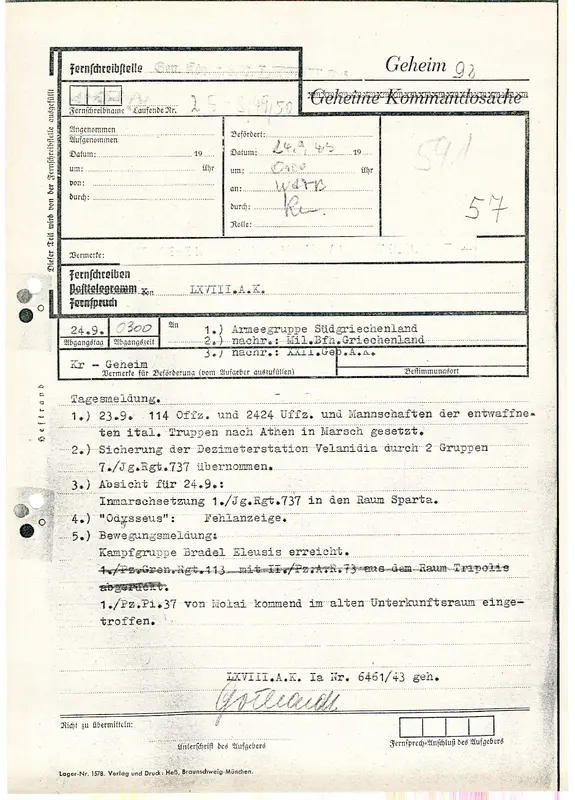 Geheim
Fernschreibstelle
Geheime Kommandosache
Fernschreibname Laufende Nr.
Angenommen
Aufgenommen
Datum: 19
um: Uhr
von:
durch:
Befördert:
Datum: 24.9 43 19
um: Uhr
an:
durch:
Rolle:
591
57
Dieser Teil wird von der Fernschreibstelle ausgefüllt
Vermerke:
Fernschreiben
Posttelegramm von LXVIII.A.K.
Fernspruch
24.9. 0300 An 1.) Armeegruppe Südgriechenland
Abgangstag Abgangszeit 2.) nachr.: Mil.Bfh.Griechenland
3.) nachr.: XXII.Geb.A.K.
Kr - Geheim
Vermerke für Beförderung (vom Aufgeber auszufüllen) Bestimmungsort
Heftrand
Tagesmeldung.
1.) 23.9. 114 Offz. und 2424 Uffz. und Mannschaften der entwaffne-
ten ital. Truppen nach Athen in Marsch gesetzt.
2.) Sicherung der Dezimeterstation Velanidia durch 2 Gruppen
7./Jg.Rgt.737 übernommen.
3.) Absicht für 24.9.:
Inmarschsetzung 1./Jg.Rgt.737 in den Raum Sparta.
4.) "Odysseus": Fehlanzeige.
5.) Bewegungsmeldung:
Kampfgruppe Bradel Eleusis erreicht.
1./Pz.Gren.Rgt.113 mit II./Pz.A.R.73 aus dem Raum Tripolis
abgerückt.
1./Pz.Pi.37 von Molai kommend im alten Unterkunftsraum einge-
troffen.
LXVIII.A.K. Ia Nr. 6461/43 geh.
Nicht zu übermitteln:
Unterschrift des Aufgebers
Fernsprech-Anschluß des Aufgebers
Lager-Nr. 1578. Verlag und Druck: Heß, Braunschweig-München.